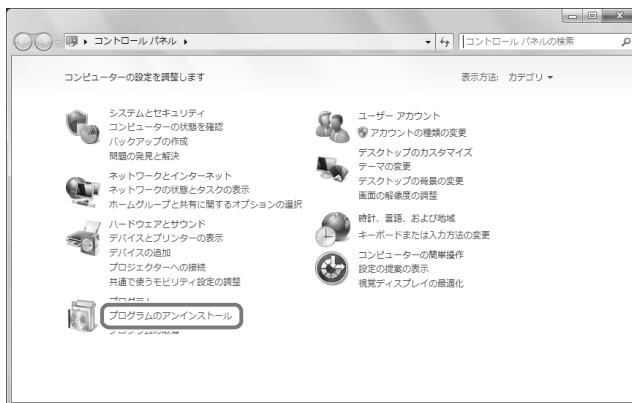 コントロール パネル
コントロール パネルの検索
コンピューターの設定を調整します
表示方法: カテゴリ
システムとセキュリティ
コンピューターの状態を確認
バックアップの作成
問題の発見と解決
ネットワークとインターネット
ネットワークの状態とタスクの表示
ホームグループと共有に関するオプションの選択
ハードウェアとサウンド
デバイスとプリンターの表示
デバイスの追加
プロジェクターへの接続
共通で使うモビリティ設定の調整
プログラム
プログラムのアンインストール
ユーザー アカウント
アカウントの種類の変更
デスクトップのカスタマイズ
テーマの変更
デスクトップの背景の変更
画面の解像度の調整
時計、言語、および地域
キーボードまたは入力方法の変更
コンピューターの簡単操作
設定の提案の表示
視覚ディスプレイの最適化